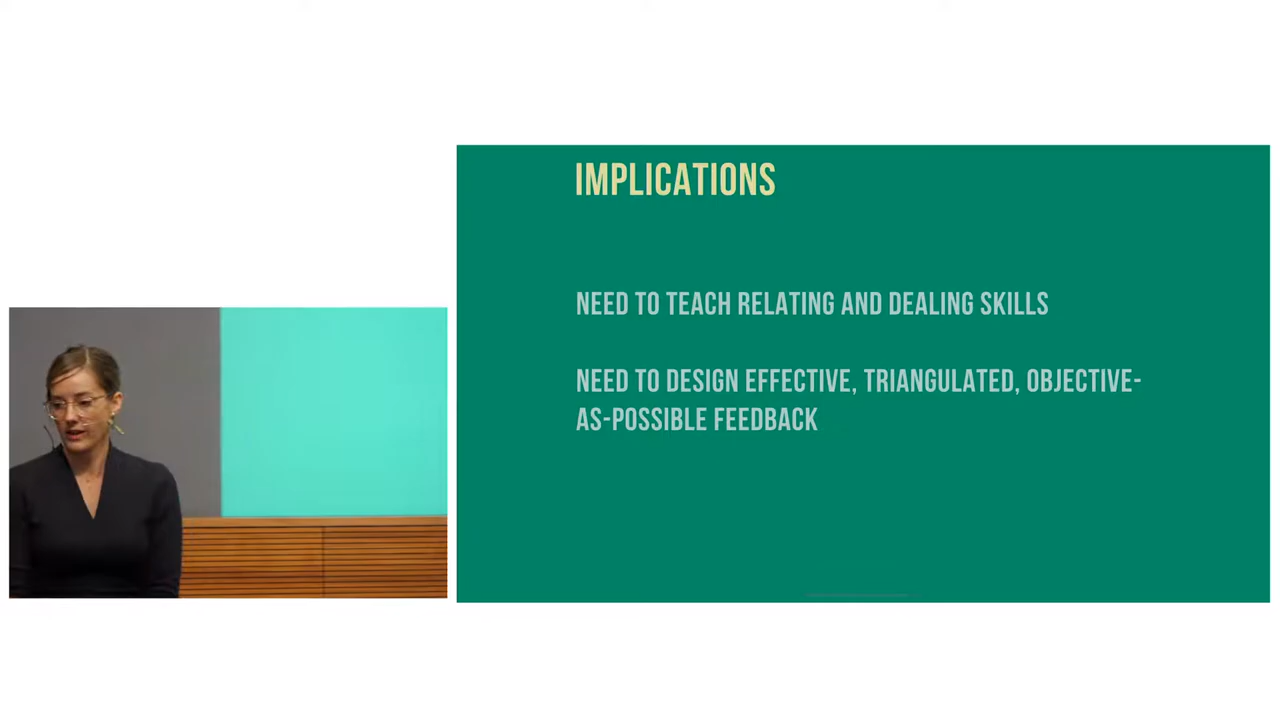 IMPLICATIONS
NEED TO TEACH RELATING AND DEALING SKILLS
NEED TO DESIGN EFFECTIVE, TRIANGULATED, OBJECTIVE-
AS-POSSIBLE FEEDBACK